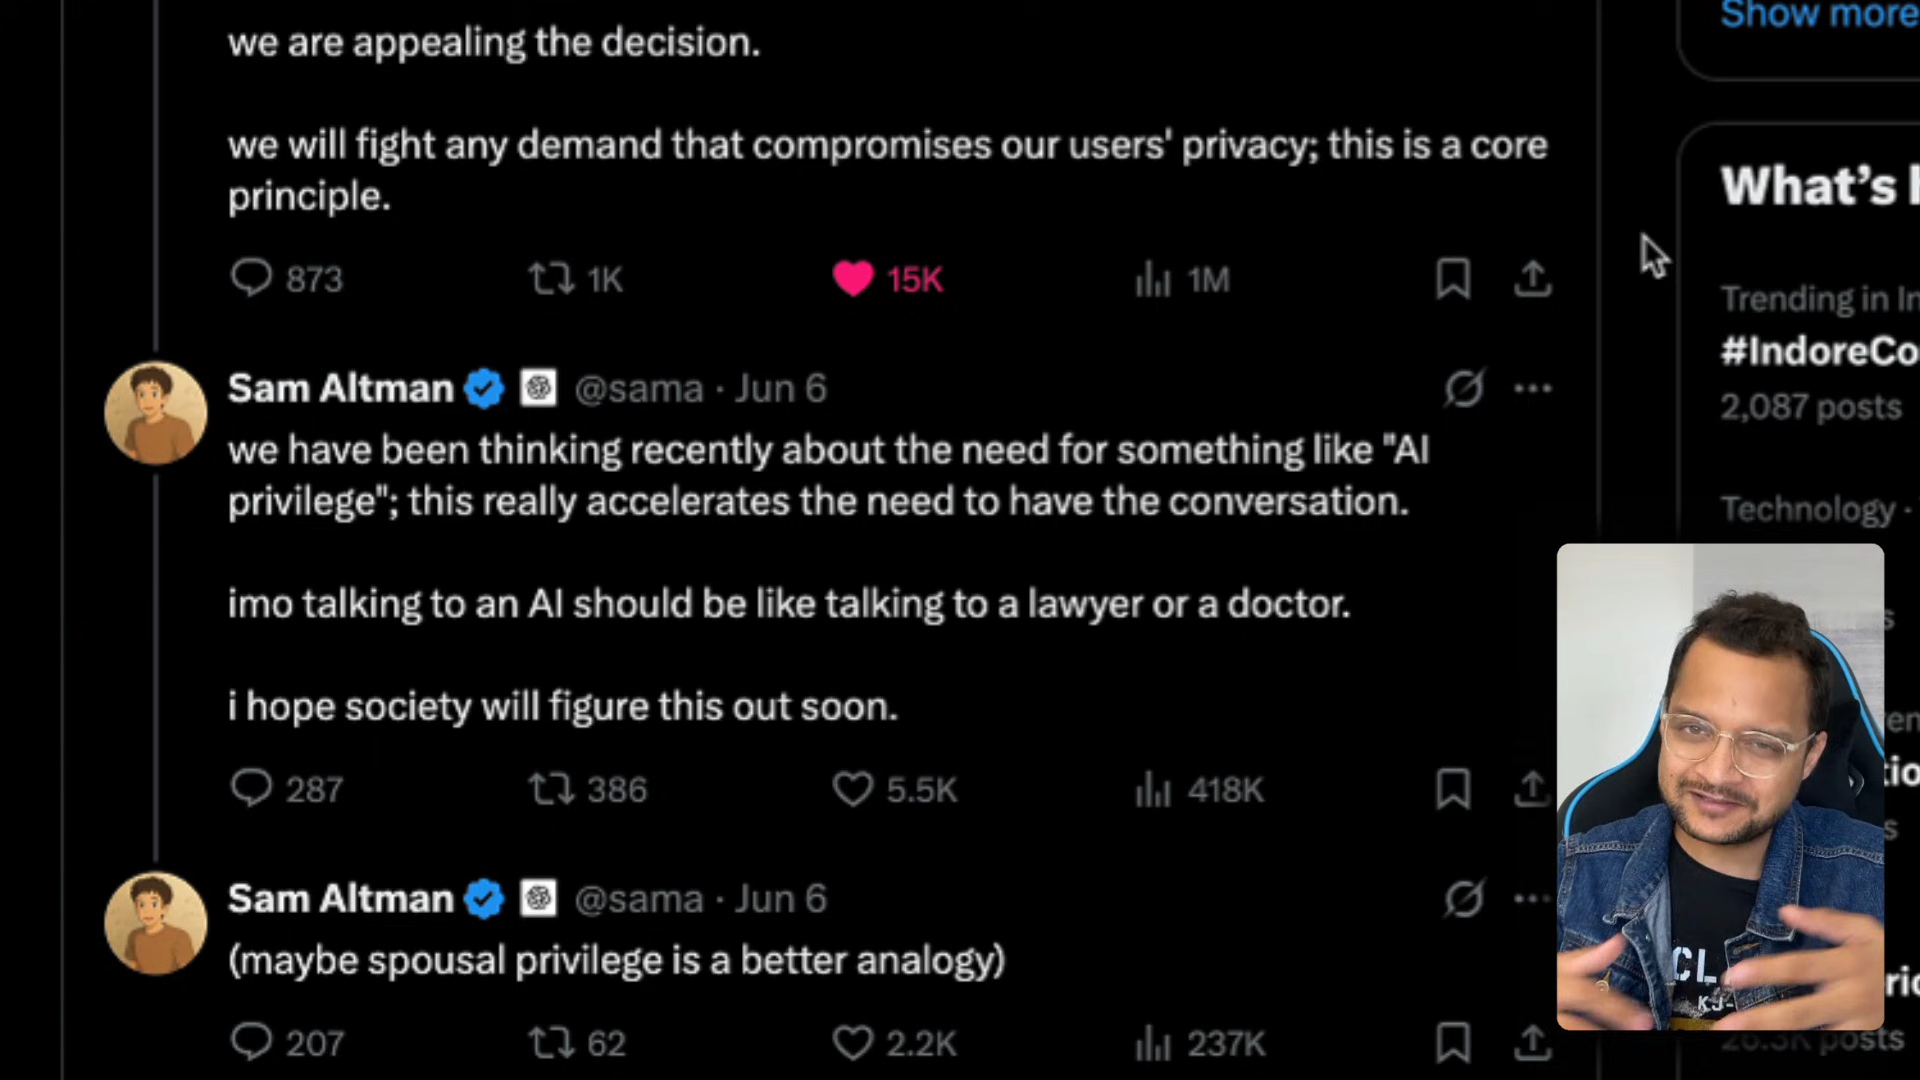 we are appealing the decision.
we will fight any demand that compromises our users' privacy; this is a core
principle.
873 1K 15K 1M
Sam Altman @sama · Jun 6
we have been thinking recently about the need for something like "AI
privilege"; this really accelerates the need to have the conversation.
imo talking to an AI should be like talking to a lawyer or a doctor.
i hope society will figure this out soon.
287 386 5.5K 418K
Sam Altman @sama · Jun 6
(maybe spousal privilege is a better analogy)
207 62 2.2K 237K
Show more
What's
Trending in
#IndoreCo
2,087 posts
Technology ·
26.3K posts
CL
KJ-